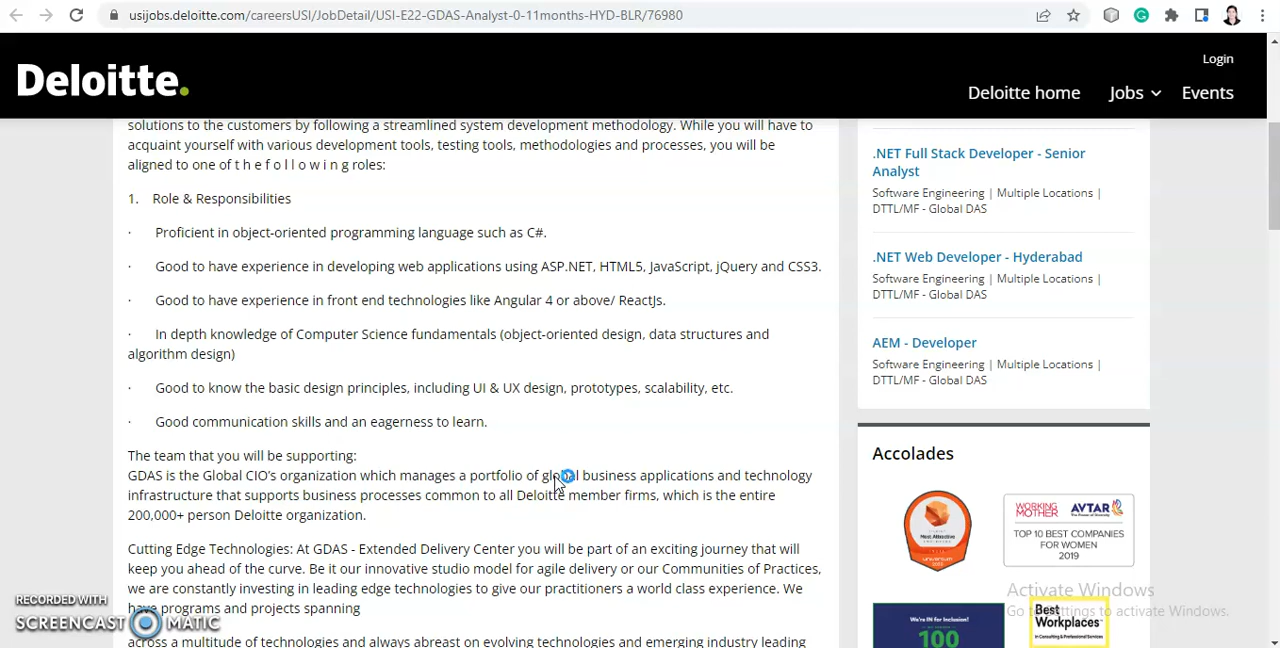 usijobs.deloitte.com/careersUSI/JobDetail/USI-E22-GDAS-Analyst-0-11months-HYD-BLR/76980
Login
Deloitte.
Deloitte home
Jobs
Events
solutions to the customers by following a streamlined system development methodology. While you will have to
acquaint yourself with various development tools, testing tools, methodologies and processes, you will be
aligned to one of t h e f o l l o w i n g roles:
1. Role & Responsibilities
· Proficient in object-oriented programming language such as C#.
· Good to have experience in developing web applications using ASP.NET, HTML5, JavaScript, jQuery and CSS3.
· Good to have experience in front end technologies like Angular 4 or above/ ReactJs.
· In depth knowledge of Computer Science fundamentals (object-oriented design, data structures and
algorithm design)
· Good to know the basic design principles, including UI & UX design, prototypes, scalability, etc.
· Good communication skills and an eagerness to learn.
The team that you will be supporting:
GDAS is the Global CIO's organization which manages a portfolio of global business applications and technology
infrastructure that supports business processes common to all Deloitte member firms, which is the entire
200,000+ person Deloitte organization.
Cutting Edge Technologies: At GDAS - Extended Delivery Center you will be part of an exciting journey that will
keep you ahead of the curve. Be it our innovative studio model for agile delivery or our Communities of Practices,
we are constantly investing in leading edge technologies to give our practitioners a world class experience. We
have programs and projects spanning
across a multitude of technologies and always abreast on evolving technologies and emerging industry leading
.NET Full Stack Developer - Senior
Analyst
Software Engineering | Multiple Locations |
DTTL/MF - Global DAS
.NET Web Developer - Hyderabad
Software Engineering | Multiple Locations |
DTTL/MF - Global DAS
AEM - Developer
Software Engineering | Multiple Locations |
DTTL/MF - Global DAS
Accolades
Most Attractive
WORKING
MOTHER
AVTAR
TOP 10 BEST COMPANIES
FOR WOMEN
2019
We're IN for Inclusion!
100
Best
Workplaces
In Consulting & Professional Services
Activate Windows
Go to Settings to activate Windows.
RECORDED WITH
SCREENCAST MATIC